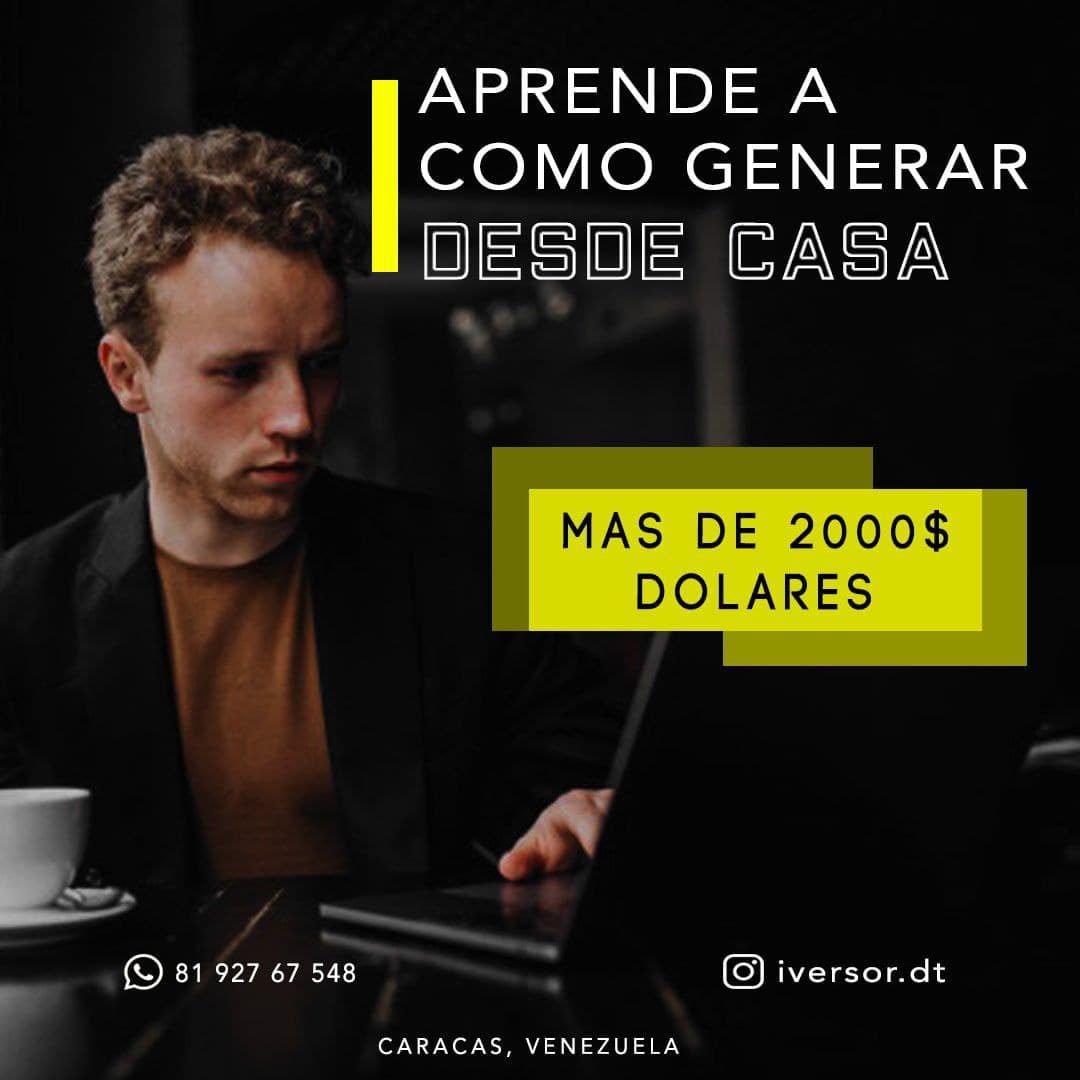 APRENDE A
COMO GENERAR
DESDE CASA
MAS DE 2000$
DOLARES
81 927 67 548
iversor.dt
CARACAS, VENEZUELA